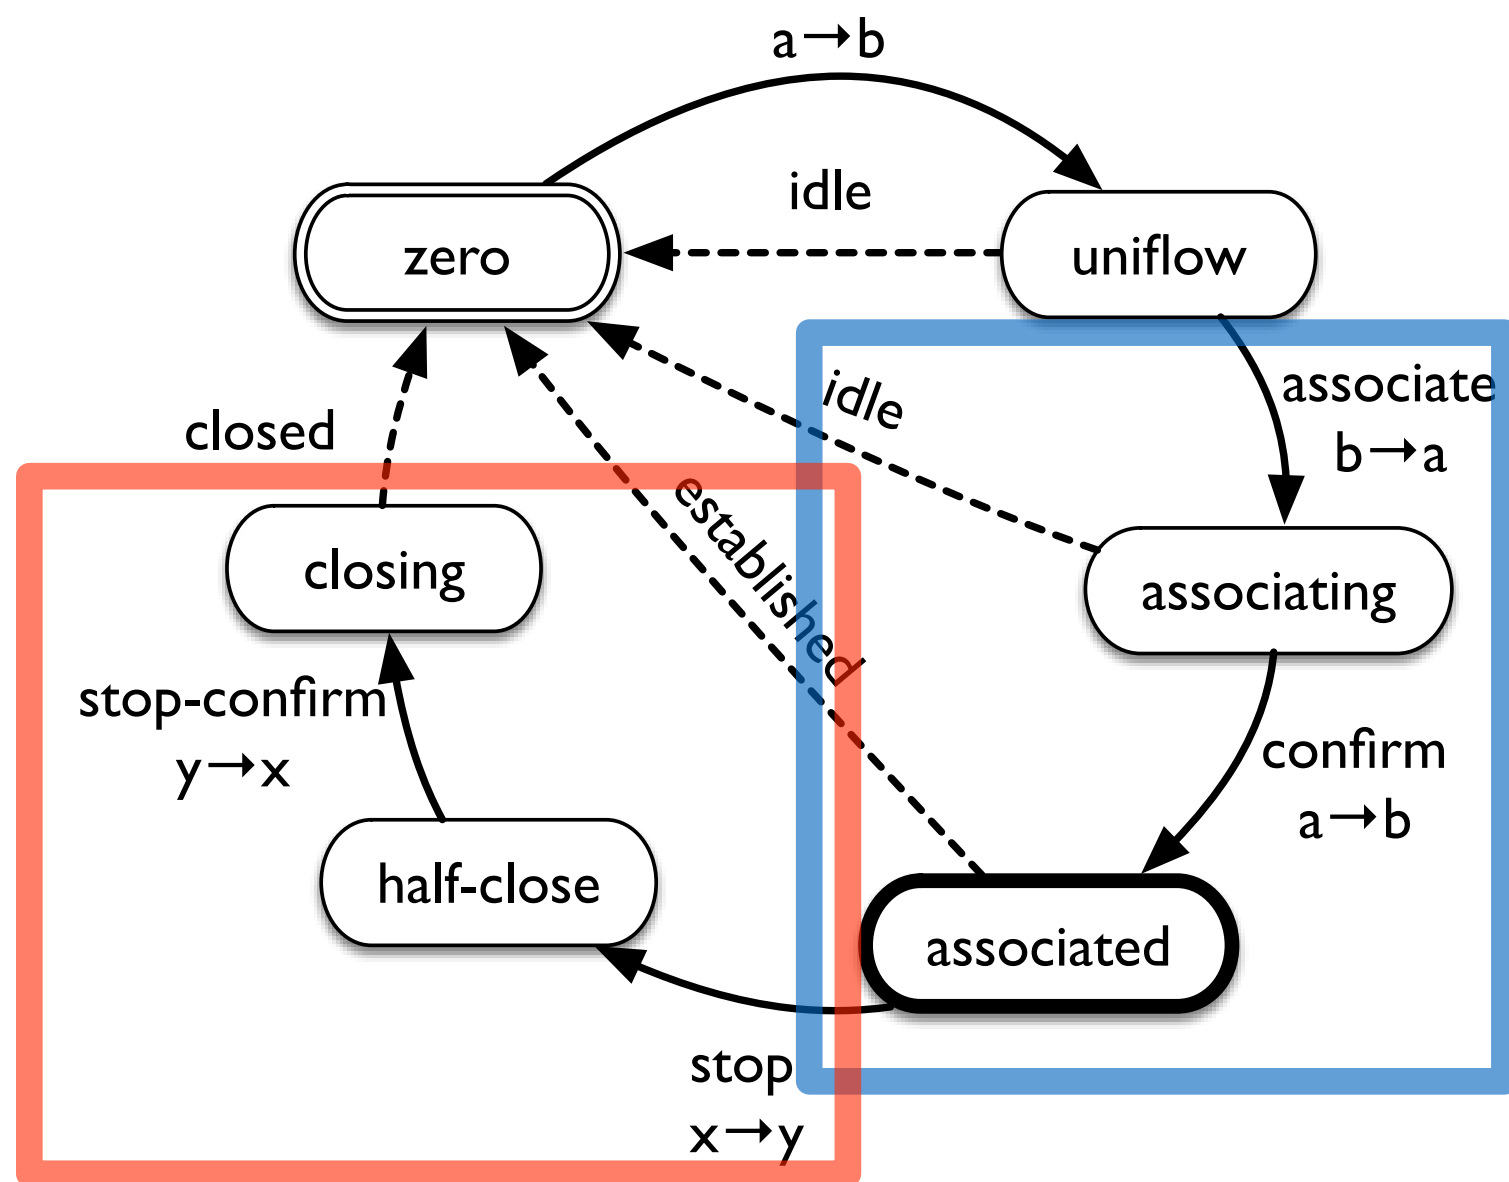 a→b
idle
zero
uniflow
idle
associate
b→a
closed
established
closing
associating
stop-confirm
y→x
confirm
a→b
half-close
associated
stop
x→y